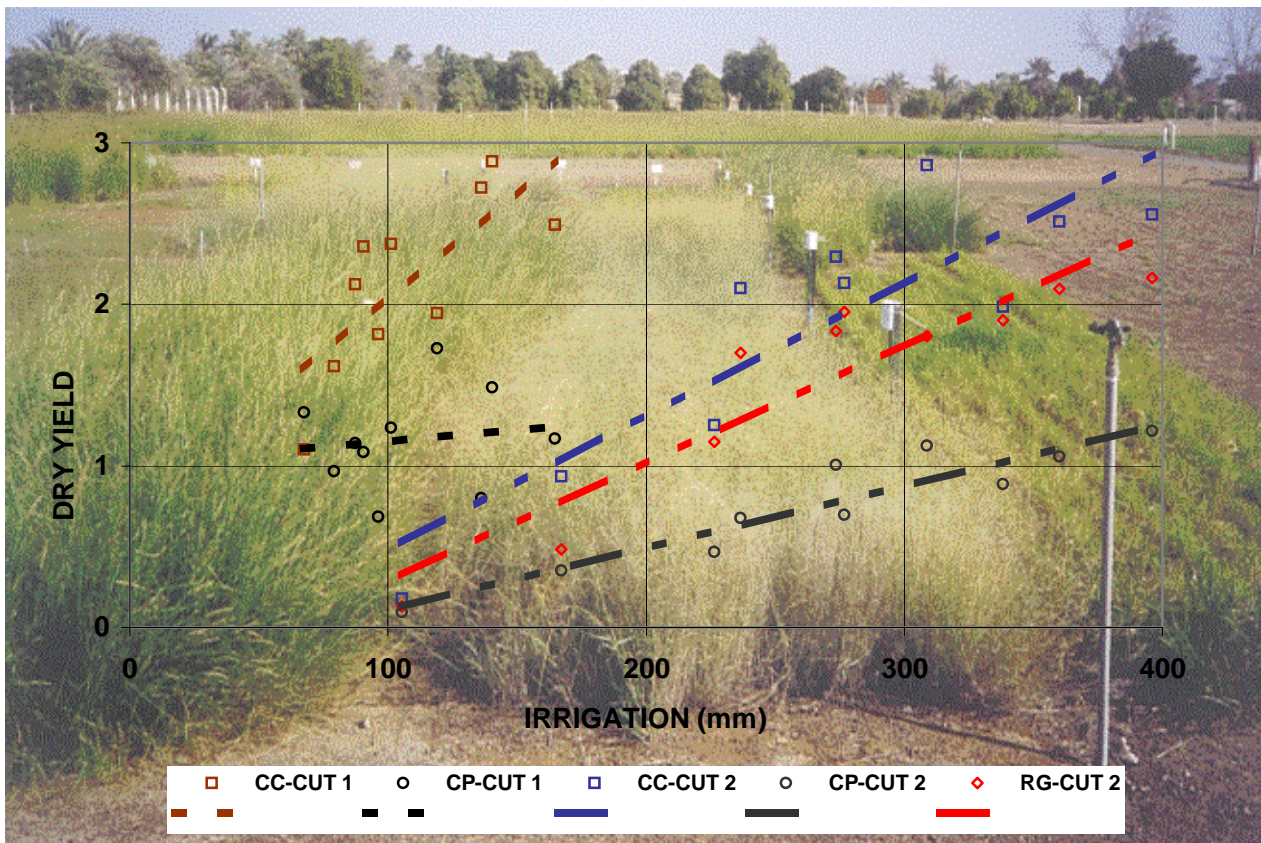 3
2
1
0
DRY YIELD
0 100 200 300 400
IRRIGATION (mm)
CC-CUT 1 CP-CUT 1 CC-CUT 2 CP-CUT 2 RG-CUT 2